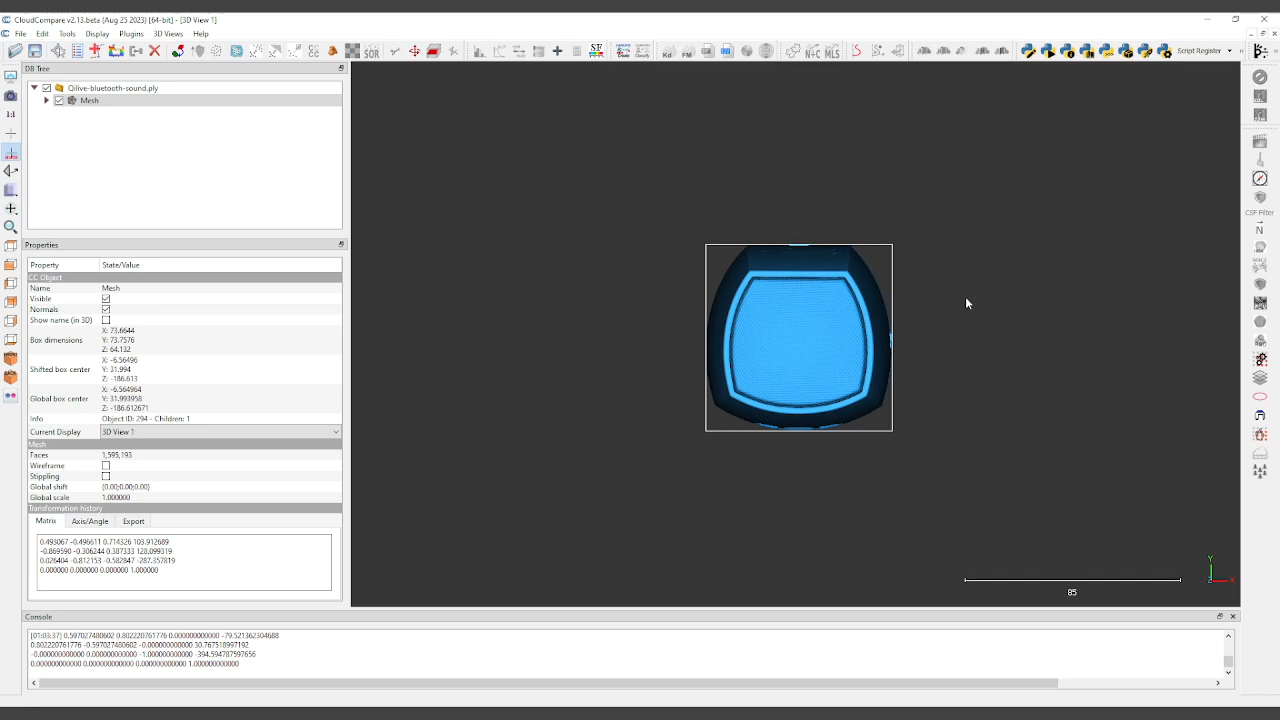 CloudCompare v2.13.beta (Aug 25 2023) [64-bit] - [3D View 1]
File Edit Tools Display Plugins 3D Views Help
SOR SF Kd FM N+C MLS Script Register
1:1
DB Tree
Qilive-bluetooth-sound.ply
Mesh
Properties
Property State/Value
CC Object
Name Mesh
Visible
Normals
Show name (in 3D)
Box dimensions
X: 73.6644
Y: 73.7576
Z: 64.132
Shifted box center
X: -6.56496
Y: 31.994
Z: -186.613
Global box center
X: -6.564964
Y: 31.993958
Z: -186.612671
Info Object ID: 294 - Children: 1
Current Display 3D View 1
Mesh
Faces 1,595,193
Wireframe
Stippling
Global shift (0.00;0.00;0.00)
Global scale 1.000000
Transformation history
Matrix Axis/Angle Export
0.493067 -0.496611 0.714326 103.912689
-0.869590 -0.306244 0.387333 128.099319
0.026404 -0.812153 -0.582847 -287.357819
0.000000 0.000000 0.000000 1.000000
CSF Filter
N
Y
Z X
85
Console
[01:03:37] 0.597027480602 0.802220761776 0.000000000000 -79.521362304688
0.802220761776 -0.597027480602 -0.000000000000 30.767518997192
-0.000000000000 0.000000000000 -1.000000000000 -394.594787597656
0.000000000000 0.000000000000 0.000000000000 1.000000000000